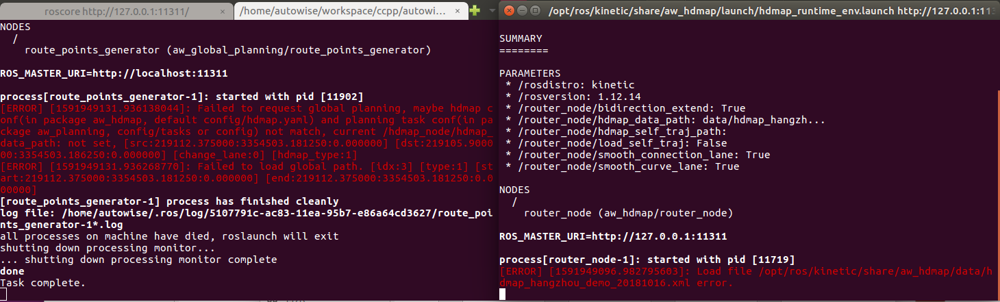 roscore http://127.0.0.1:11311/
/home/autowise/workspace/ccpp/autowi...
NODES
  /
    route_points_generator (aw_global_planning/route_points_generator)
ROS_MASTER_URI=http://localhost:11311
process[route_points_generator-1]: started with pid [11902]
[ERROR] [1591949131.936138044]: Failed to request global planning, maybe hdmap c
onf(in package aw_hdmap, default config/hdmap.yaml) and planning task conf(in pa
ckage aw_planning, config/tasks or config) not match, current /hdmap_node/hdmap_
data_path: not set, [src:219112.375000:3354503.181250:0.000000] [dst:219105.9000
00:3354503.186250:0.000000] [change_lane:0] [hdmap_type:1]
[ERROR] [1591949131.936268770]: Failed to load global path. [idx:3] [type:1] [st
art:219112.375000:3354503.181250:0.000000] [end:219112.375000:3354503.181250:0.0
00000]
[route_points_generator-1] process has finished cleanly
log file: /home/autowise/.ros/log/5107791c-ac83-11ea-95b7-e86a64cd3627/route_poi
nts_generator-1*.log
all processes on machine have died, roslaunch will exit
shutting down processing monitor...
... shutting down processing monitor complete
done
Task complete.
/opt/ros/kinetic/share/aw_hdmap/launch/hdmap_runtime_env.launch http://127.0.0.1:113
SUMMARY
========
PARAMETERS
 * /rosdistro: kinetic
 * /rosversion: 1.12.14
 * /router_node/bidirection_extend: True
 * /router_node/hdmap_data_path: data/hdmap_hangzh...
 * /router_node/hdmap_self_traj_path:
 * /router_node/load_self_traj: False
 * /router_node/smooth_connection_lane: True
 * /router_node/smooth_curve_lane: True
NODES
  /
    router_node (aw_hdmap/router_node)
ROS_MASTER_URI=http://127.0.0.1:11311
process[router_node-1]: started with pid [11719]
[ERROR] [1591949096.982795603]: Load file /opt/ros/kinetic/share/aw_hdmap/data/h
dmap_hangzhou_demo_20181016.xml error.